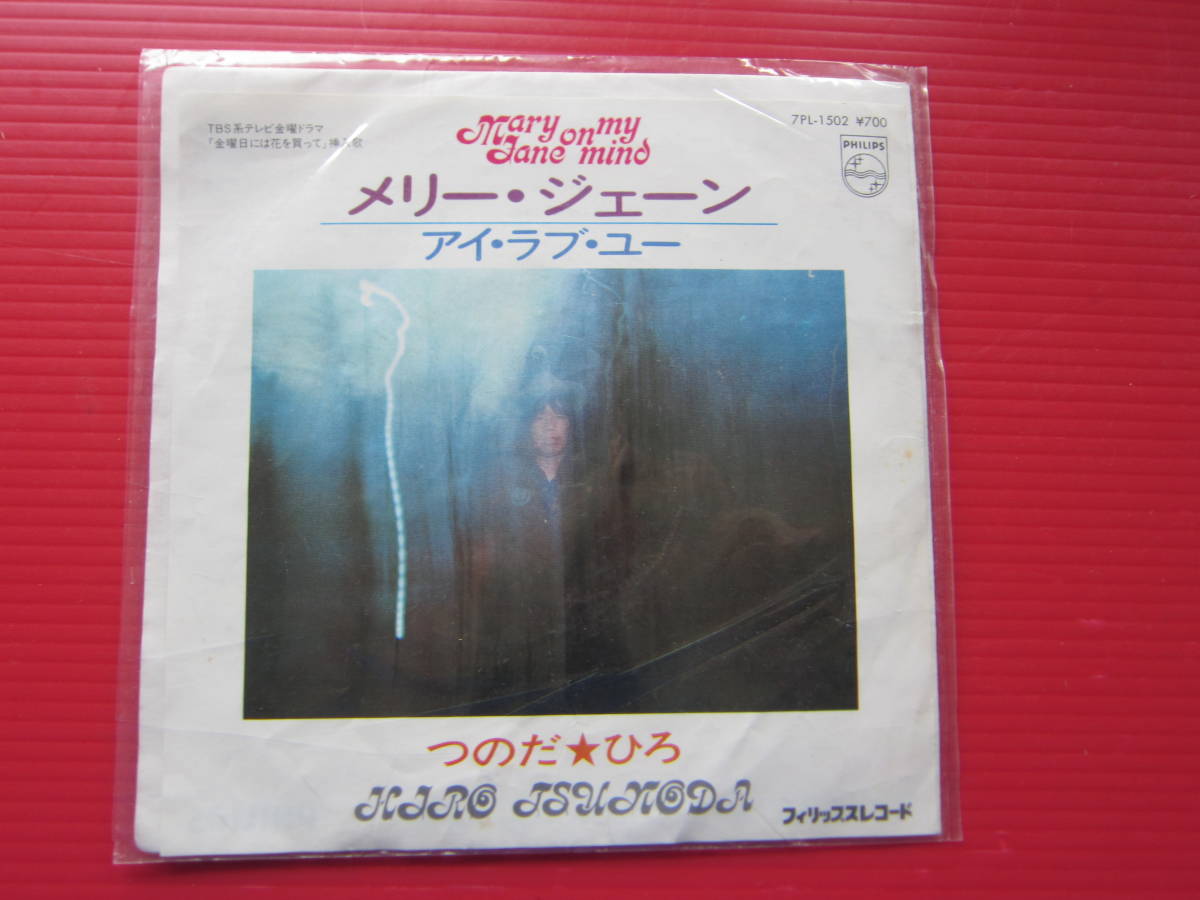 TBS系テレビ金曜ドラマ
「金曜日には花を買って」挿入歌
Mary Jane on my mind
7PL-1502 ¥700
PHILIPS
メリー・ジェーン
アイ・ラブ・ユー
つのだ★ひろ
HIRO TSUNODA
フィリップスレコード